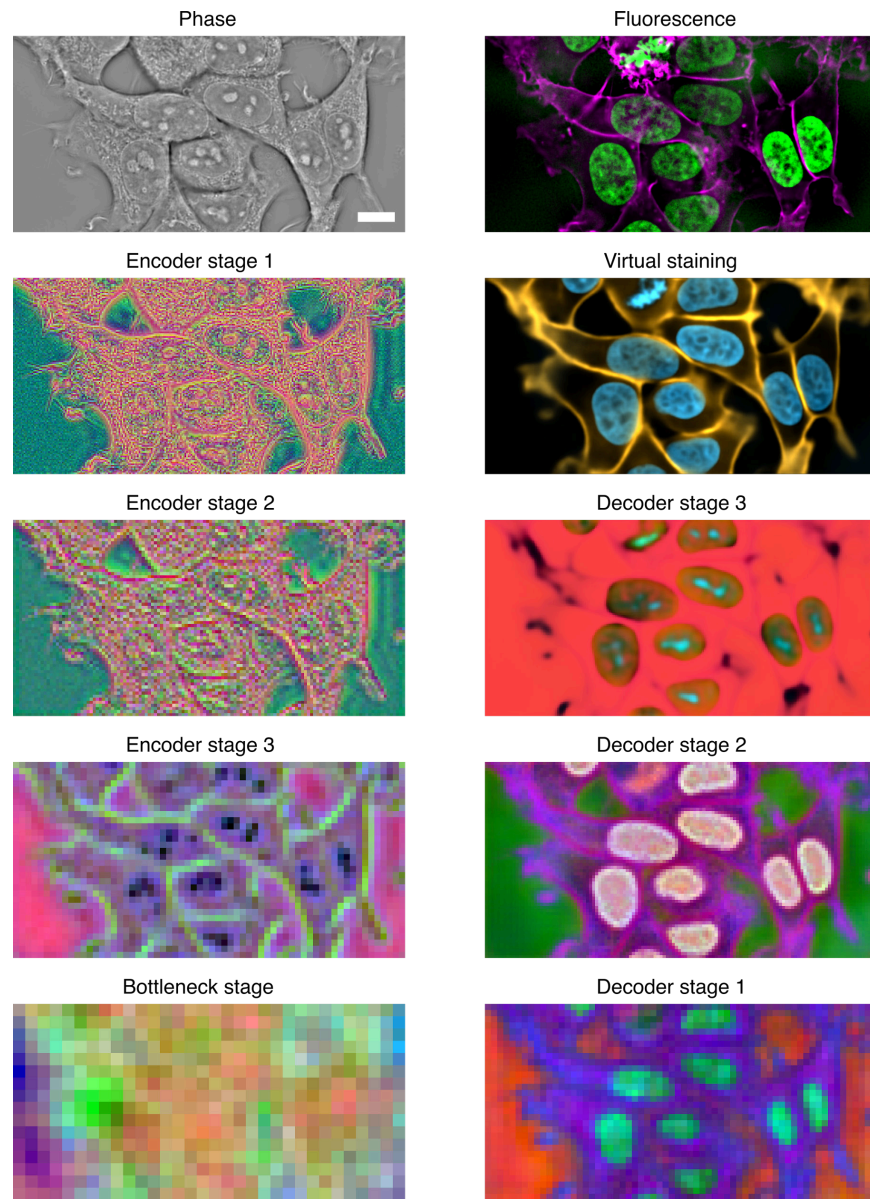 Phase
Fluorescence
Encoder stage 1
Virtual staining
Encoder stage 2
Decoder stage 3
Encoder stage 3
Decoder stage 2
Bottleneck stage
Decoder stage 1